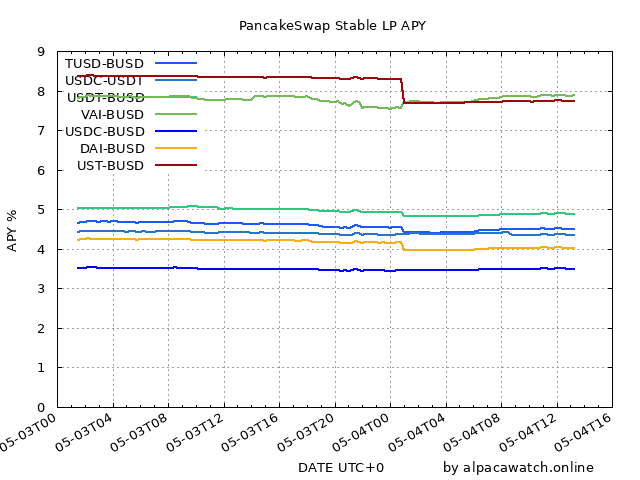 PancakeSwap Stable LP APY
APY %
9
8
7
6
5
4
3
2
1
0
TUSD-BUSD
USDC-USDT
USDT-BUSD
VAI-BUSD
USDC-BUSD
DAI-BUSD
UST-BUSD
05-03T00
05-03T04
05-03T08
05-03T12
05-03T16
05-03T20
05-04T00
05-04T04
05-04T08
05-04T12
05-04T16
DATE UTC+0
by alpacawatch.online